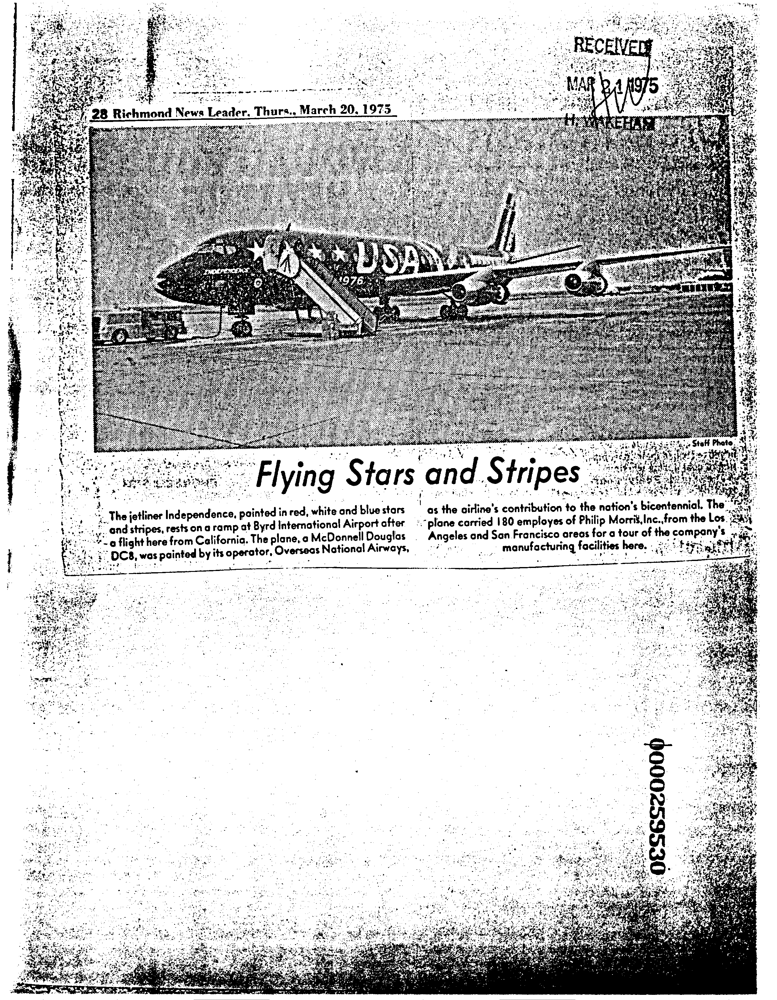 RECEIVED
MAR 21 1975
H. WAKEHAM
28 Richmond News Leader, Thurs., March 20, 1975
INDEPENDENCE
USA
1976
Staff Photo
Flying Stars and Stripes
The jetliner Independence, painted in red, white and blue stars
and stripes, rests on a ramp at Byrd International Airport after
a flight here from California. The plane, a McDonnell Douglas
DC8, was painted by its operator, Overseas National Airways,
as the airline's contribution to the nation's bicentennial. The
plane carried 180 employes of Philip Morris, Inc., from the Los
Angeles and San Francisco areas for a tour of the company's
manufacturing facilities here.
0000259530